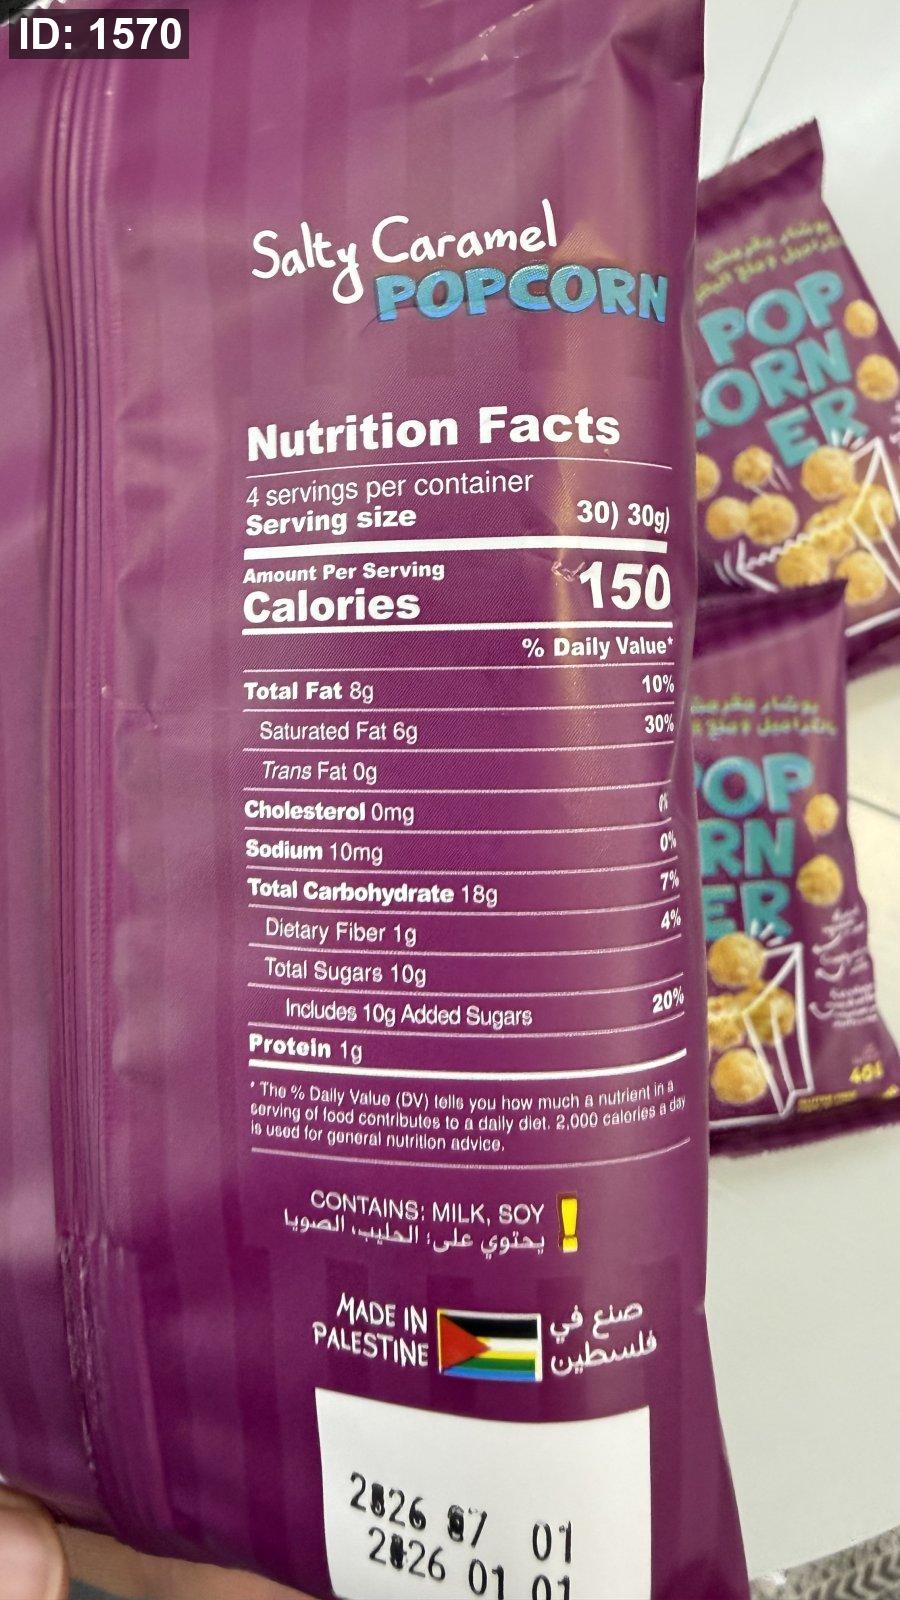 ID: 1570
Salty Caramel
POPCORN
Nutrition Facts
4 servings per container
Serving size 30) 30g)
Amount Per Serving
Calories 150
% Daily Value*
Total Fat 8g 10%
Saturated Fat 6g 30%
Trans Fat 0g
Cholesterol 0mg 0%
Sodium 10mg 0%
Total Carbohydrate 18g 7%
Dietary Fiber 1g 4%
Total Sugars 10g
Includes 10g Added Sugars 20%
Protein 1g
* The % Daily Value (DV) tells you how much a nutrient in a
serving of food contributes to a daily diet. 2,000 calories a day
is used for general nutrition advice.
CONTAINS: MILK, SOY
يحتوي على: الحليب، الصويا
MADE IN
PALESTINE
صنع في
فلسطين
2026 07 01
2026 01 01
POP
CORN
ER
OP
RN
ER